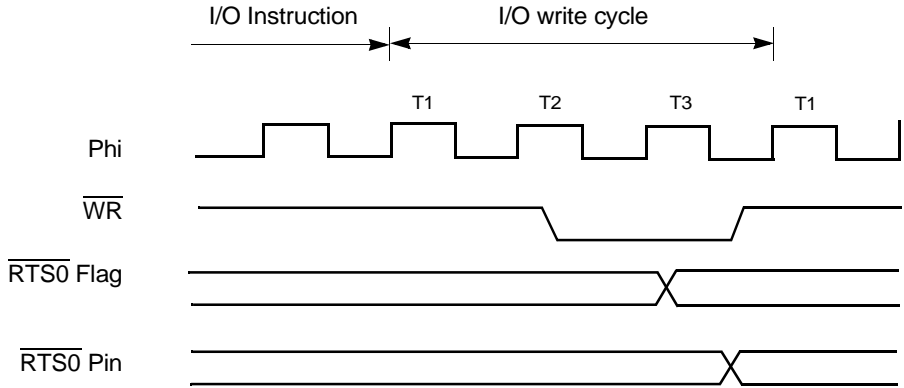 I/O Instruction I/O write cycle
T1 T2 T3 T1
Phi
WR
RTS0 Flag
RTS0 Pin